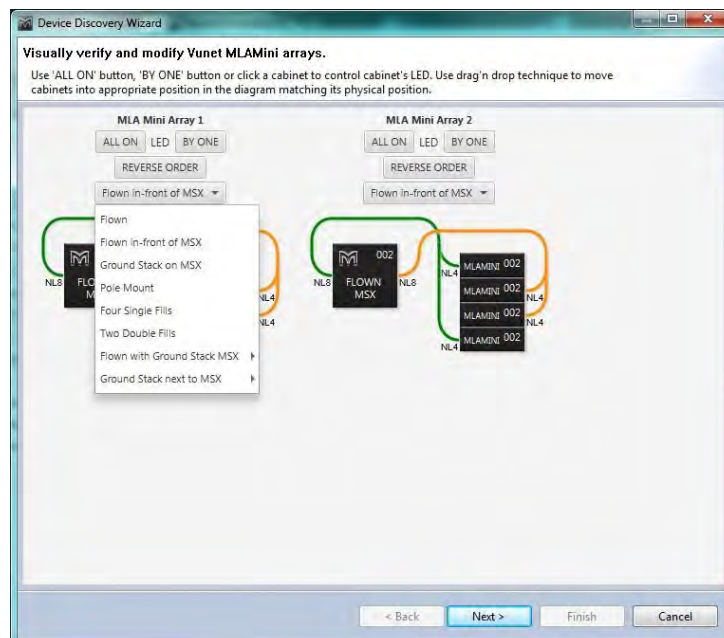 Device Discovery Wizard
Visually verify and modify Vunet MLAMini arrays.
Use 'ALL ON' button, 'BY ONE' button or click a cabinet to control cabinet's LED. Use drag'n drop technique to move
cabinets into appropriate position in the diagram matching its physical position.
MLA Mini Array 1
ALL ON LED BY ONE
REVERSE ORDER
Flown in-front of MSX
Flown
Flown in-front of MSX
Ground Stack on MSX
Pole Mount
Four Single Fills
Two Double Fills
Flown with Ground Stack MSX
Ground Stack next to MSX
NL8
FLO
M
NL4
NL4
MLA Mini Array 2
ALL ON LED BY ONE
REVERSE ORDER
Flown in-front of MSX
002
FLOWN
MSX
NL8
NL8
NL4
MLAMINI 002
MLAMINI 002
NL4
MLAMINI 002
NL4
NL4
MLAMINI 002
< Back
Next >
Finish
Cancel